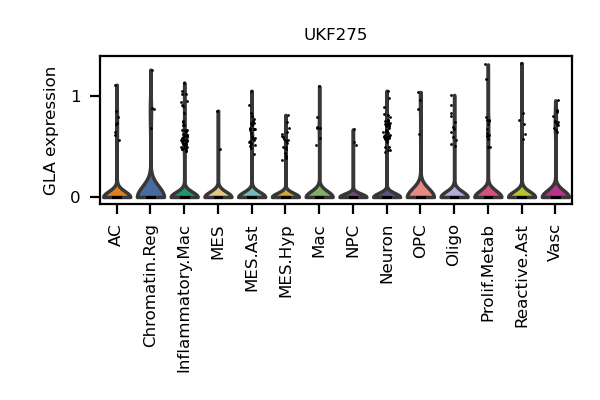 UKF275
GLA expression
1
0
AC
Chromatin.Reg
Inflammatory.Mac
MES
MES.Ast
MES.Hyp
Mac
NPC
Neuron
OPC
Oligo
Prolif.Metab
Reactive.Ast
Vasc